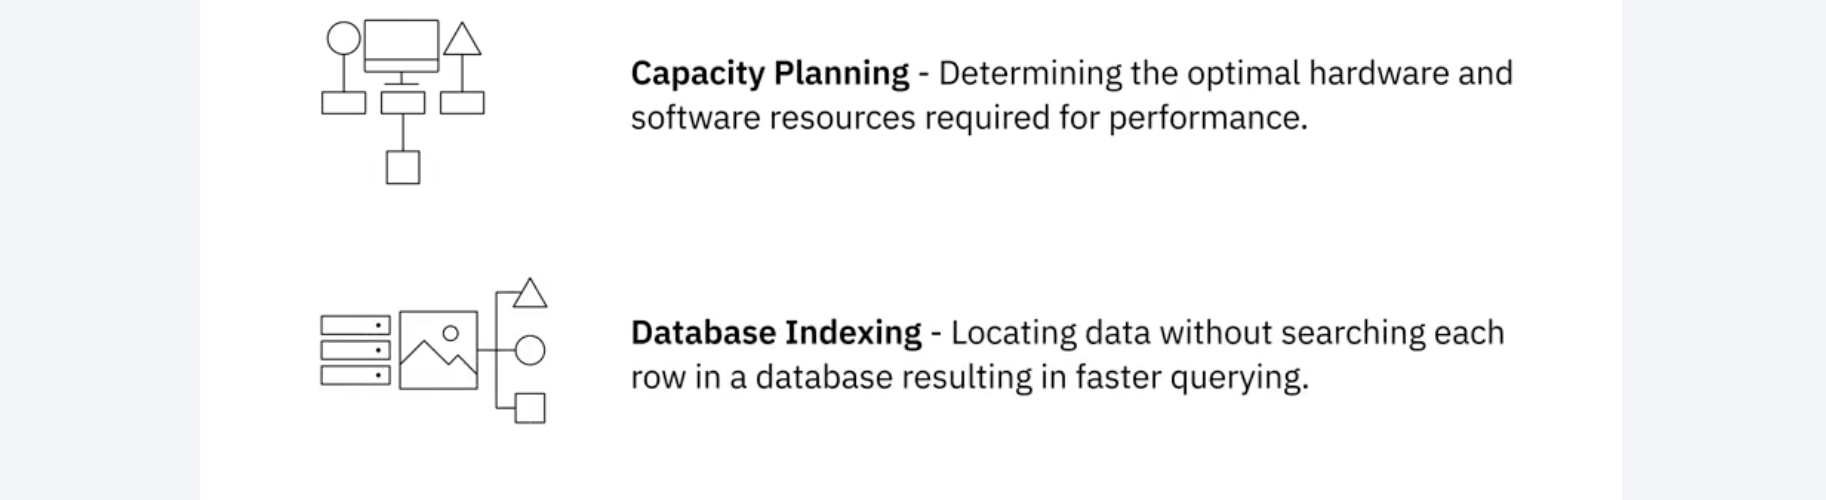 Capacity Planning - Determining the optimal hardware and
software resources required for performance.
Database Indexing - Locating data without searching each
row in a database resulting in faster querying.